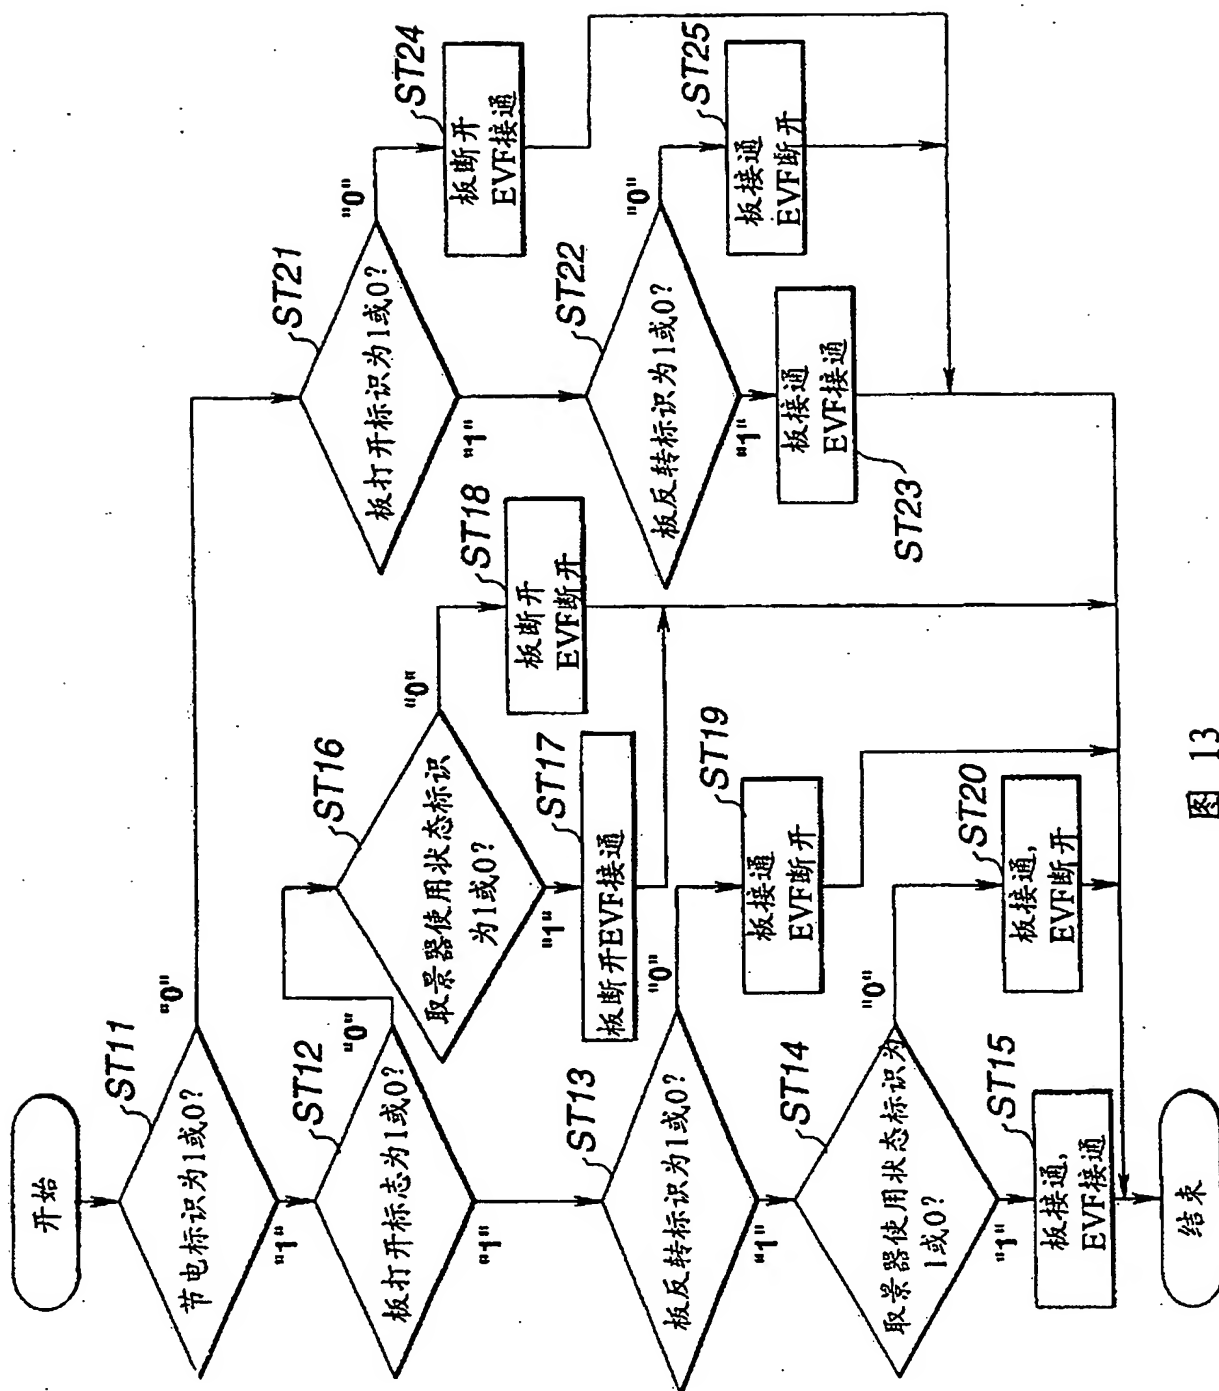 开始
ST11
节电标识为1或0?
"0"
"1"
ST12
板打开标志为1或0?
"0"
"1"
ST13
板反转标识为1或0?
"0"
"1"
ST14
取景器使用状态标识为
1或0?
"0"
"1"
ST15
板接通,
EVF接通
结束
ST16
取景器使用状态标识
为1或0?
"0"
"1"
ST17
板断开EVF接通
ST18
板断开
EVF断开
ST19
板接通
EVF断开
ST20
板接通,
EVF断开
ST21
板打开标识为1或0?
"0"
"1"
ST22
板反转标识为1或0?
"0"
"1"
板接通
EVF接通
ST23
ST24
板断开
EVF接通
ST25
板接通
EVF断开
图 13